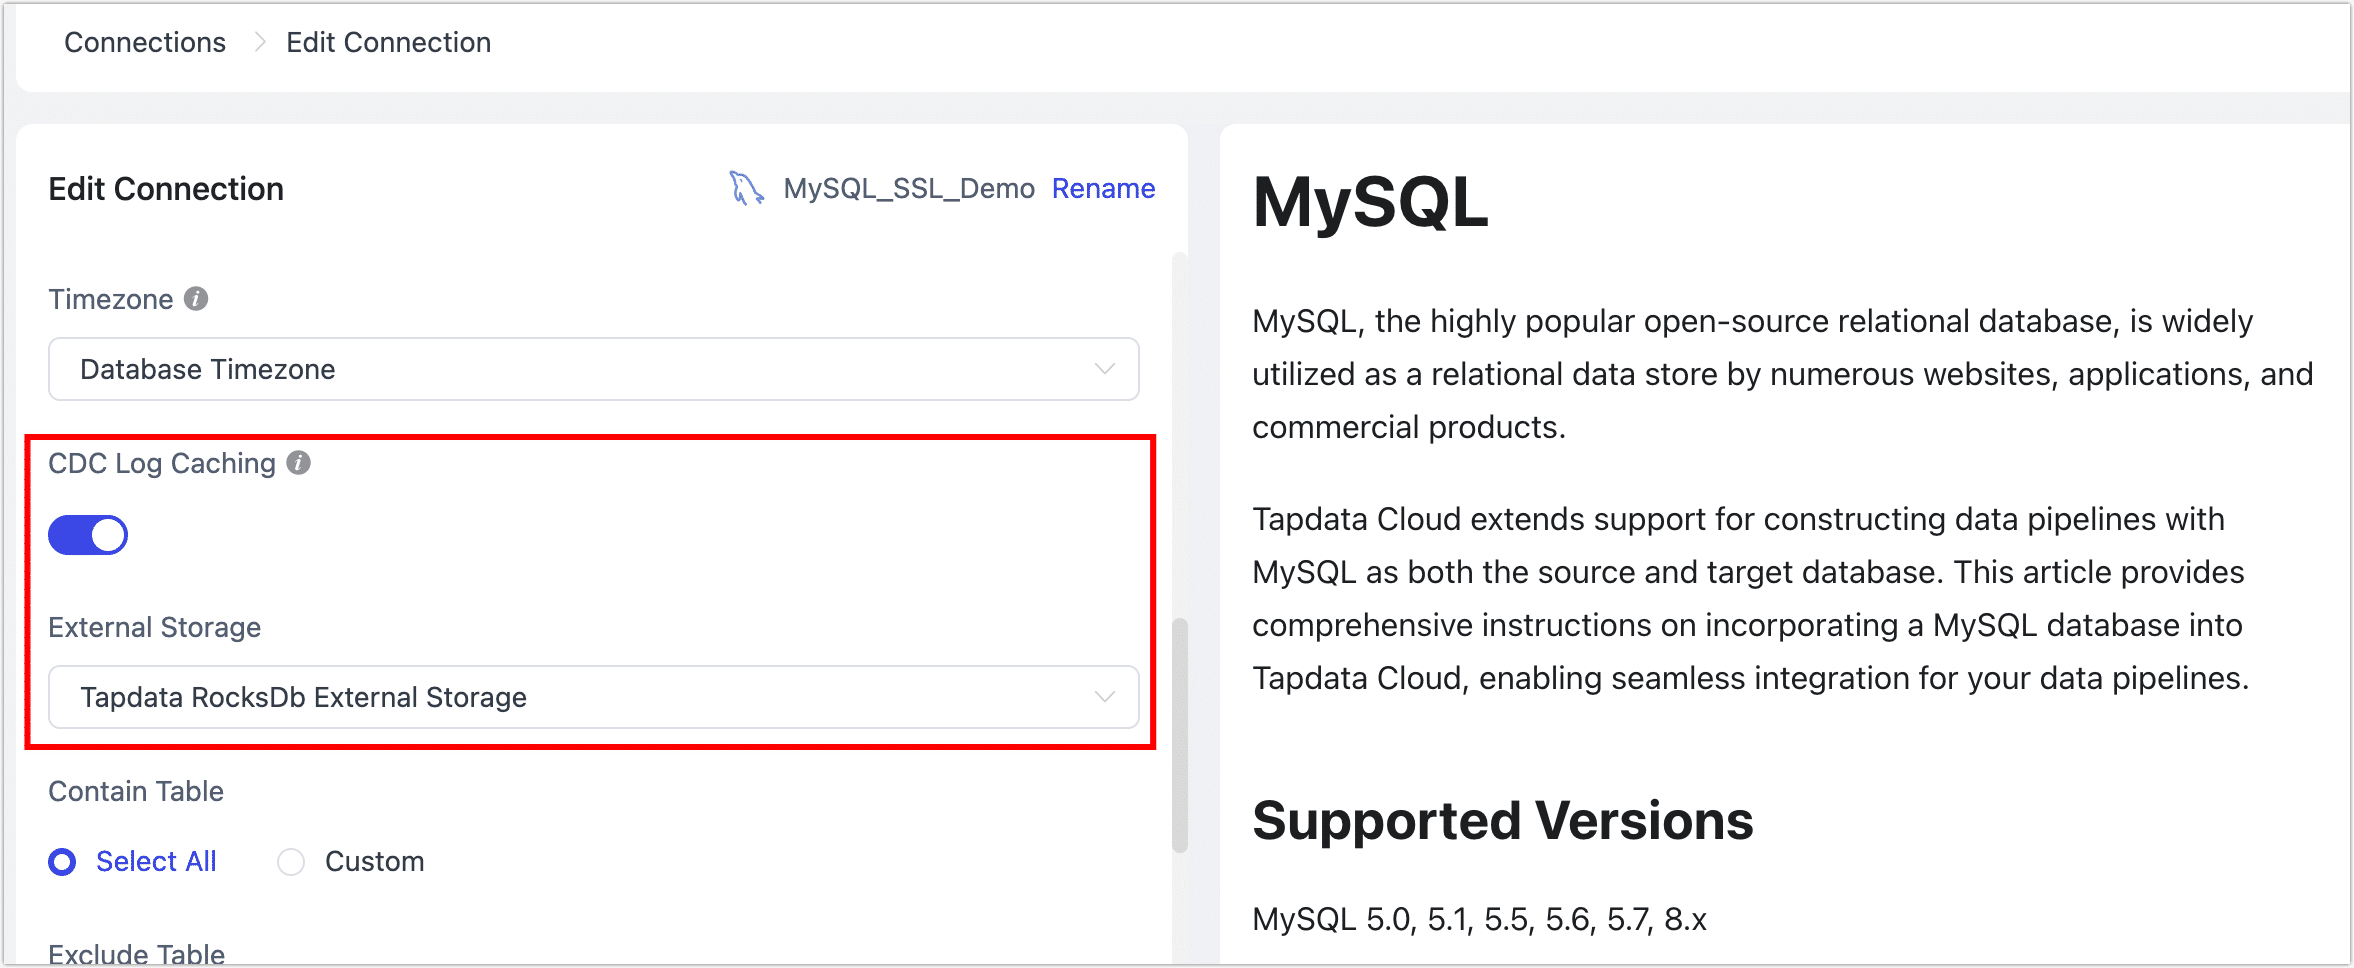 Connections > Edit Connection
Edit Connection
MySQL_SSL_Demo Rename
Timezone
Database Timezone
CDC Log Caching
External Storage
Tapdata RocksDb External Storage
Contain Table
Select All
Custom
Exclude Table
MySQL
MySQL, the highly popular open-source relational database, is widely
utilized as a relational data store by numerous websites, applications, and
commercial products.
Tapdata Cloud extends support for constructing data pipelines with
MySQL as both the source and target database. This article provides
comprehensive instructions on incorporating a MySQL database into
Tapdata Cloud, enabling seamless integration for your data pipelines.
Supported Versions
MySQL 5.0, 5.1, 5.5, 5.6, 5.7, 8.x